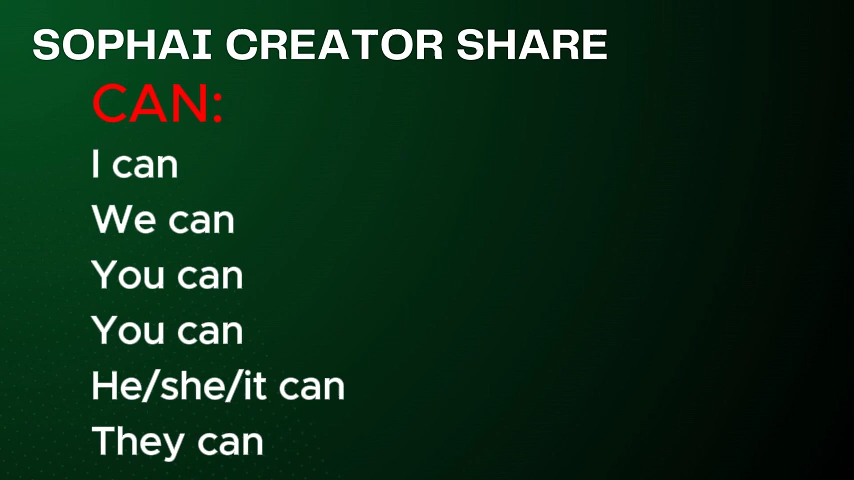 SOPHAI CREATOR SHARE
CAN:
I can
We can
You can
You can
He/she/it can
They can